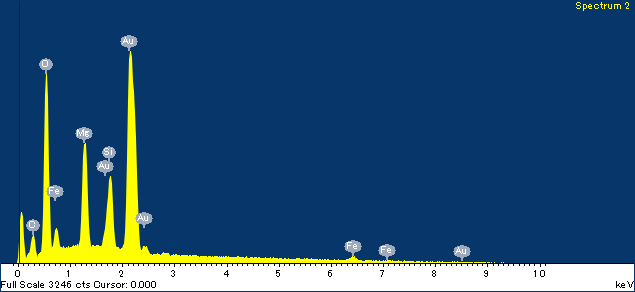 Spectrum 2
Au
O
Mg
Si
Au
Fe
Au
O
Fe
Fe
Au
0 1 2 3 4 5 6 7 8 9 10
Full Scale 3246 cts Cursor: 0.000 keV